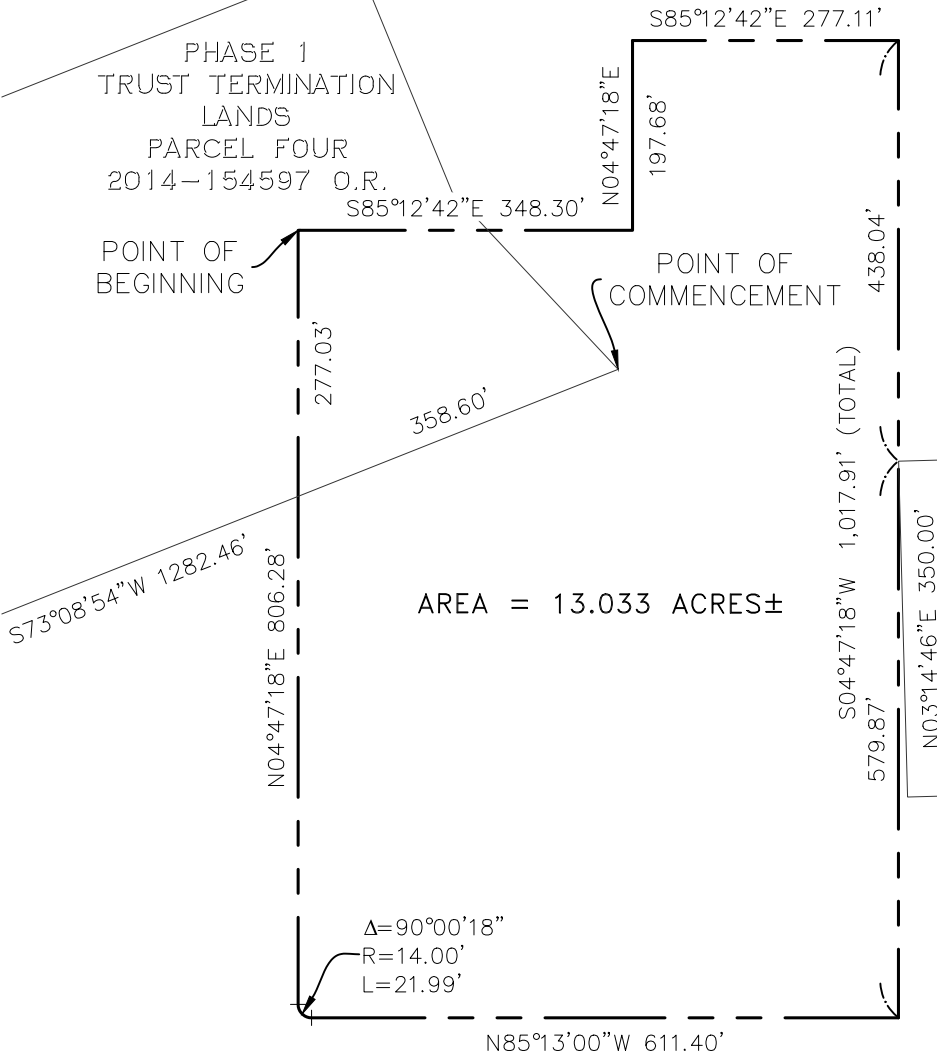 S85°12'42"E 277.11'
PHASE 1
TRUST TERMINATION
LANDS
PARCEL FOUR
2014-154597 O.R.
N04°47'18"E
197.68'
S85°12'42"E 348.30'
POINT OF
BEGINNING
POINT OF
COMMENCEMENT
438.04'
277.03'
358.60'
S04°47'18"W 1,017.91' (TOTAL)
S73°08'54"W 1282.46'
N04°47'18"E 806.28'
AREA = 13.033 ACRES±
N03°14'46"E 350.00'
579.87'
Δ=90°00'18"
R=14.00'
L=21.99'
N85°13'00"W 611.40'